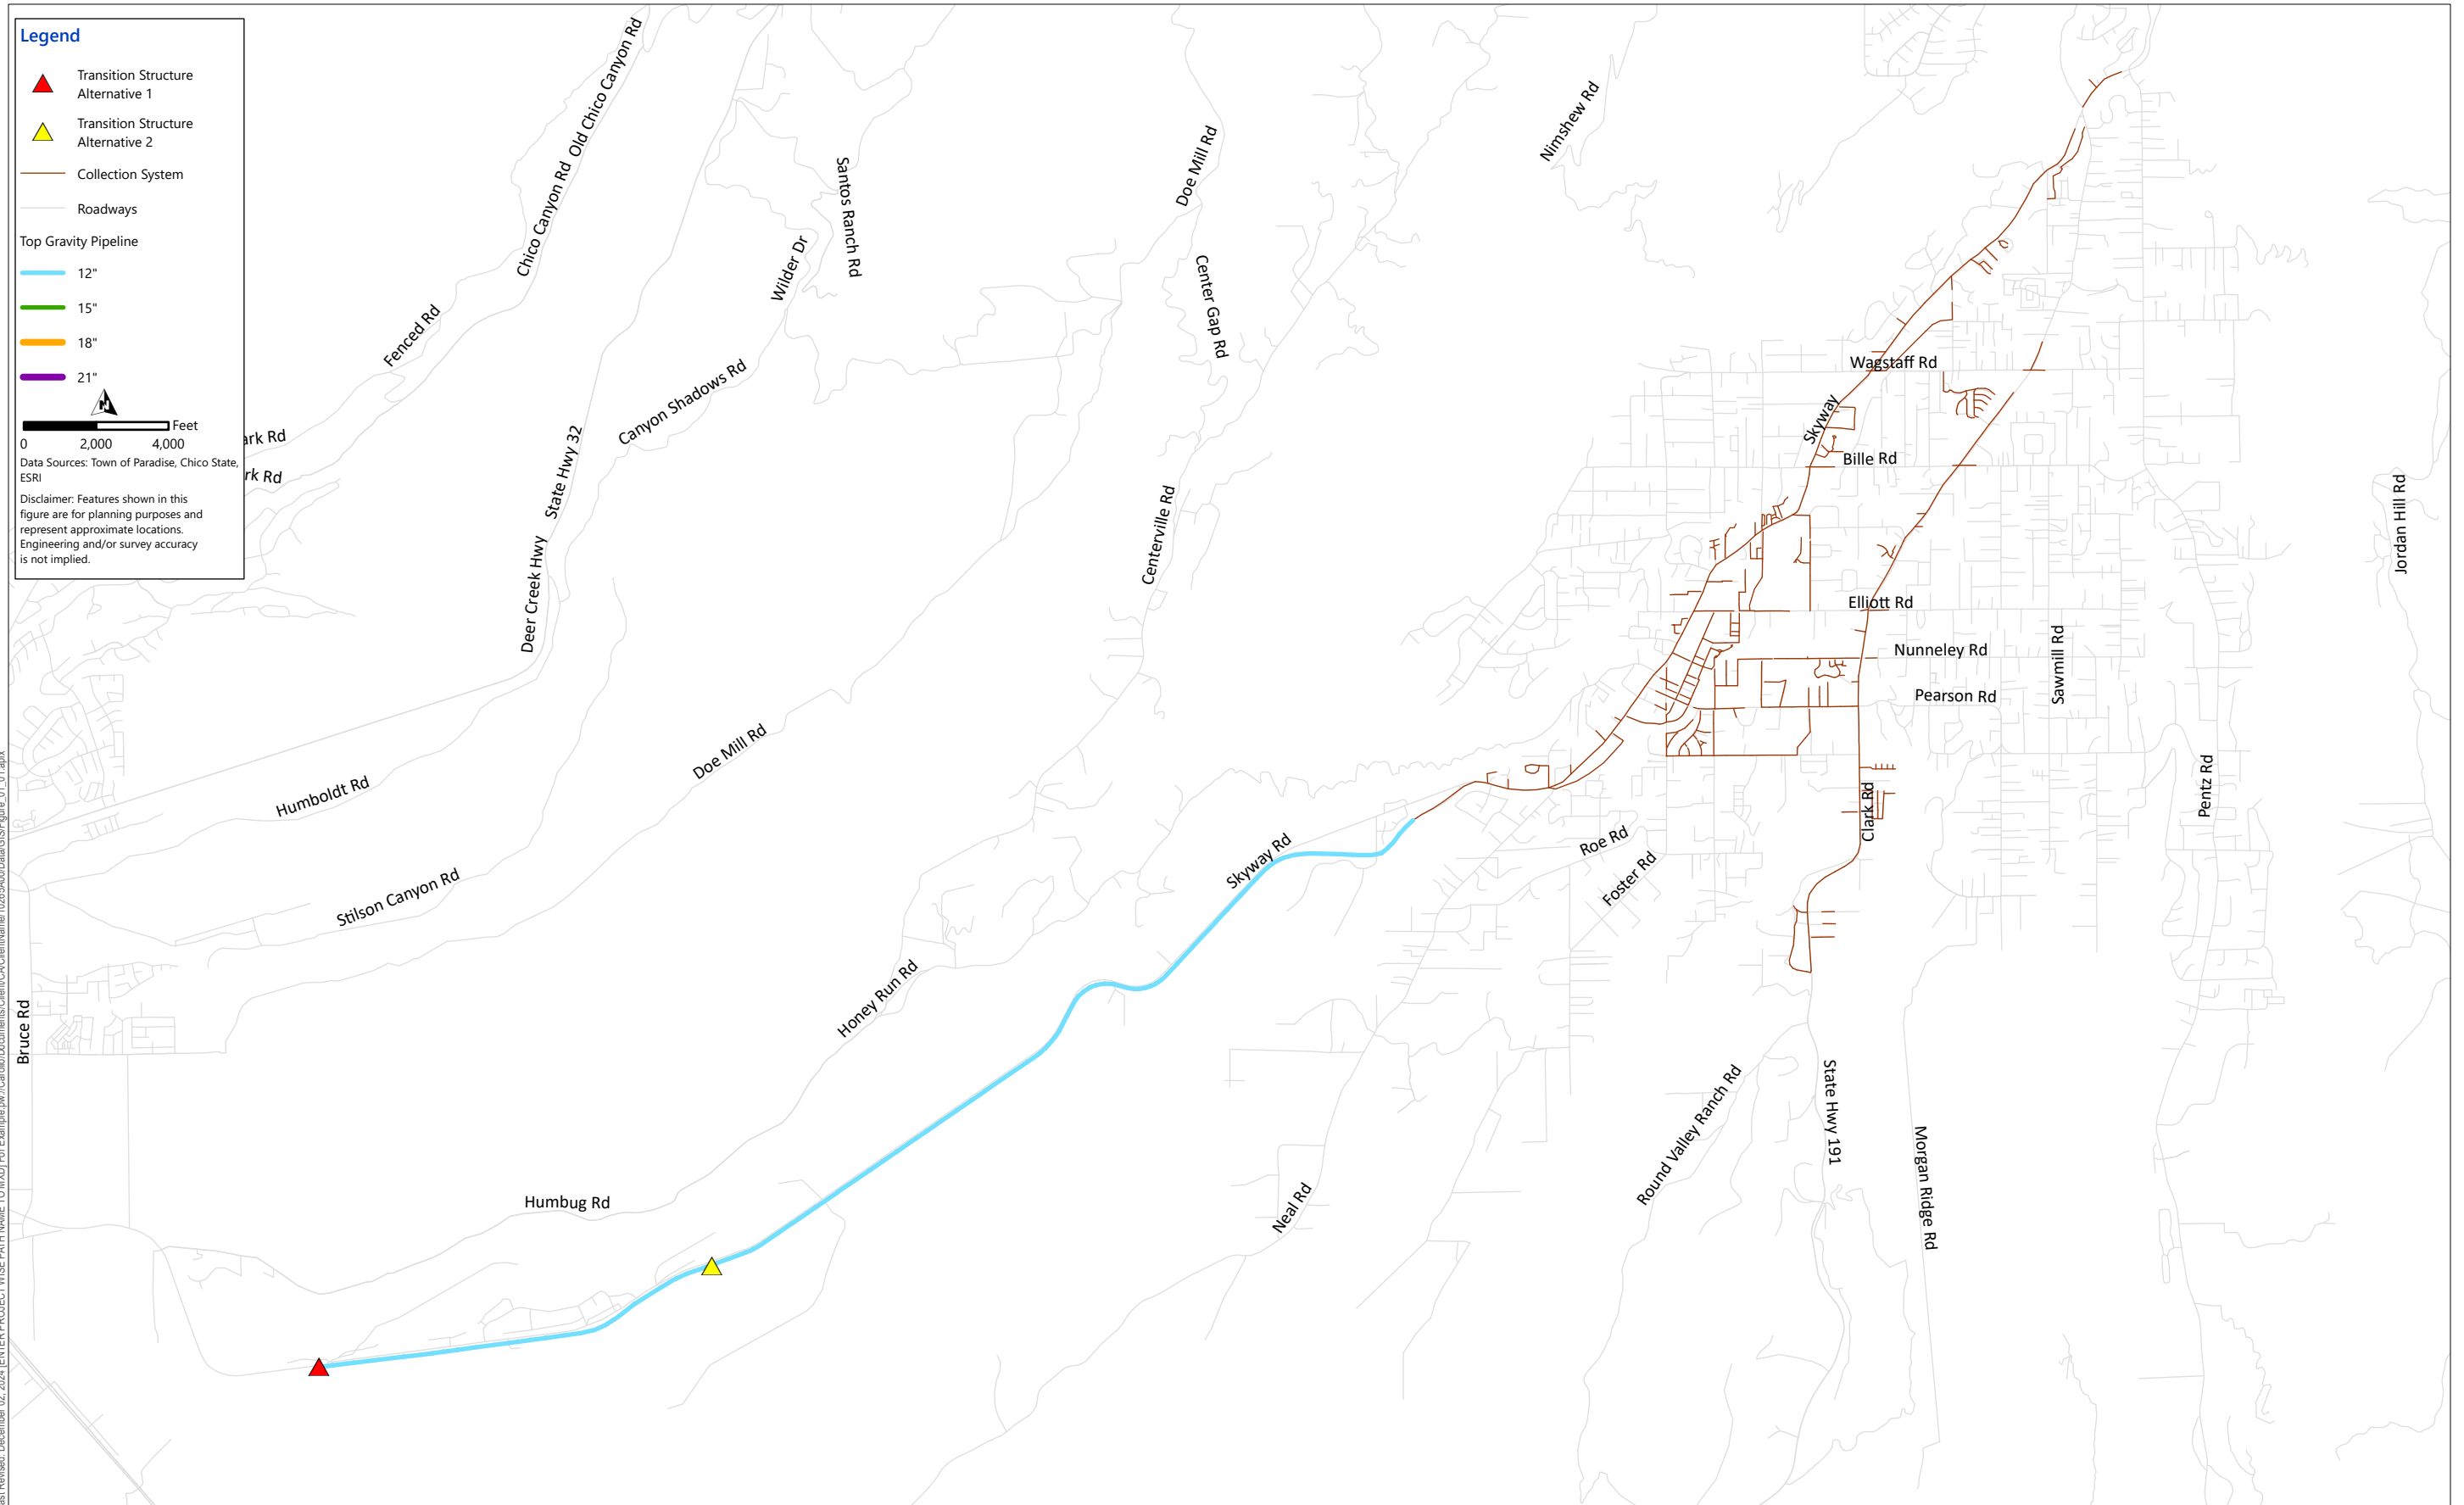 Legend
Transition Structure
Alternative 1
Transition Structure
Alternative 2
Collection System
Roadways
Top Gravity Pipeline
12"
15"
18"
21"
N
Feet
0 2,000 4,000
Data Sources: Town of Paradise, Chico State,
ESRI
Disclaimer: Features shown in this
figure are for planning purposes and
represent approximate locations.
Engineering and/or survey accuracy
is not implied.
ark Rd
rk Rd
Fenced Rd
Chico Canyon Rd
Old Chico Canyon Rd
State Hwy 32
Deer Creek Hwy
Canyon Shadows Rd
Wilder Dr
Santos Ranch Rd
Doe Mill Rd
Center Gap Rd
Centerville Rd
Nimshew Rd
Wagstaff Rd
Skyway
Bille Rd
Elliott Rd
Nunneley Rd
Pearson Rd
Sawmill Rd
Jordan Hill Rd
Pentz Rd
Clark Rd
Roe Rd
Foster Rd
Skyway Rd
Humboldt Rd
Doe Mill Rd
Stilson Canyon Rd
Bruce Rd
Honey Run Rd
Humbug Rd
Neal Rd
Round Valley Ranch Rd
State Hwy 191
Morgan Ridge Rd